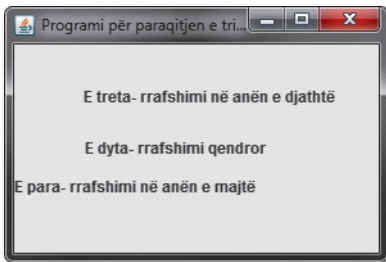 Programi për paraqitjen e tri...
E treta- rrafshimi në anën e djathtë
E dyta- rrafshimi qendror
E para- rrafshimi në anën e majtë